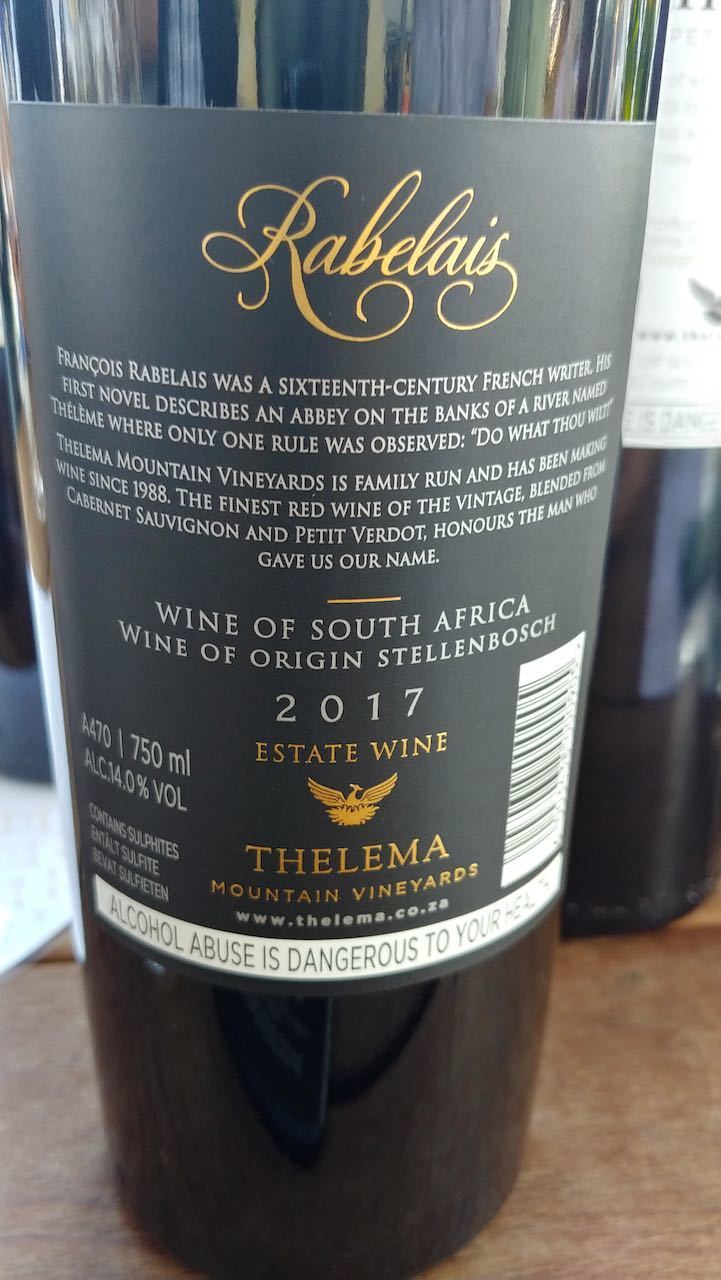 Rabelais
FRANÇOIS RABELAIS WAS A SIXTEENTH-CENTURY FRENCH WRITER. HIS
FIRST NOVEL DESCRIBES AN ABBEY ON THE BANKS OF A RIVER NAMED
THÉLÈME WHERE ONLY ONE RULE WAS OBSERVED: "DO WHAT THOU WILT!"
THELEMA MOUNTAIN VINEYARDS IS FAMILY RUN AND HAS BEEN MAKING
WINE SINCE 1988. THE FINEST RED WINE OF THE VINTAGE, BLENDED FROM
CABERNET SAUVIGNON AND PETIT VERDOT, HONOURS THE MAN WHO
GAVE US OUR NAME.
WINE OF SOUTH AFRICA
WINE OF ORIGIN STELLENBOSCH
2017
ESTATE WINE
A470 | 750 ml
ALC.14.0% VOL
CONTAINS SULPHITES
ENTÄLT SULFITE
BEVAT SULFIETEN
THELEMA
MOUNTAIN VINEYARDS
www.thelema.co.za
ALCOHOL ABUSE IS DANGEROUS TO YOUR HEALTH